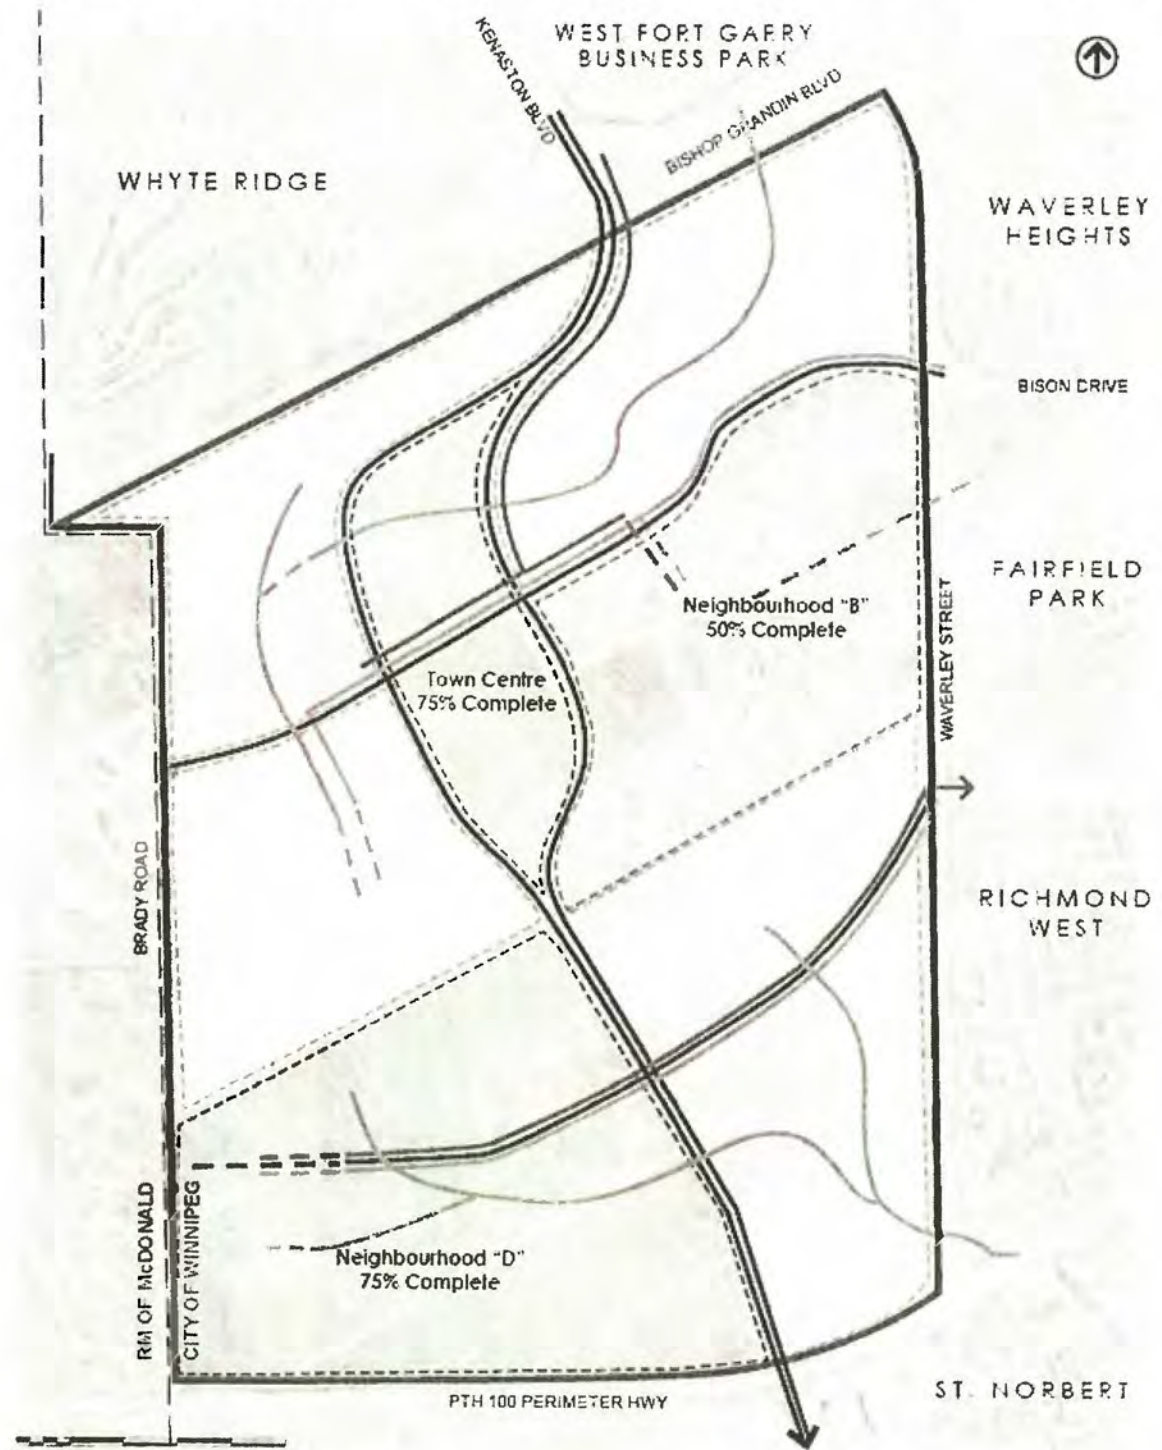 WEST FORT GARRY
BUSINESS PARK
KENASTON BLVD
BISHOP GRANDIN BLVD
WHYTE RIDGE
WAVERLEY
HEIGHTS
BISON DRIVE
FAIRFIELD
PARK
Neighbourhood "B"
50% Complete
WAVERLEY STREET
Town Centre
75% Complete
BRADY ROAD
RICHMOND
WEST
RM OF McDONALD
CITY OF WINNIPEG
Neighbourhood "D"
75% Complete
PTH 100 PERIMETER HWY
ST. NORBERT